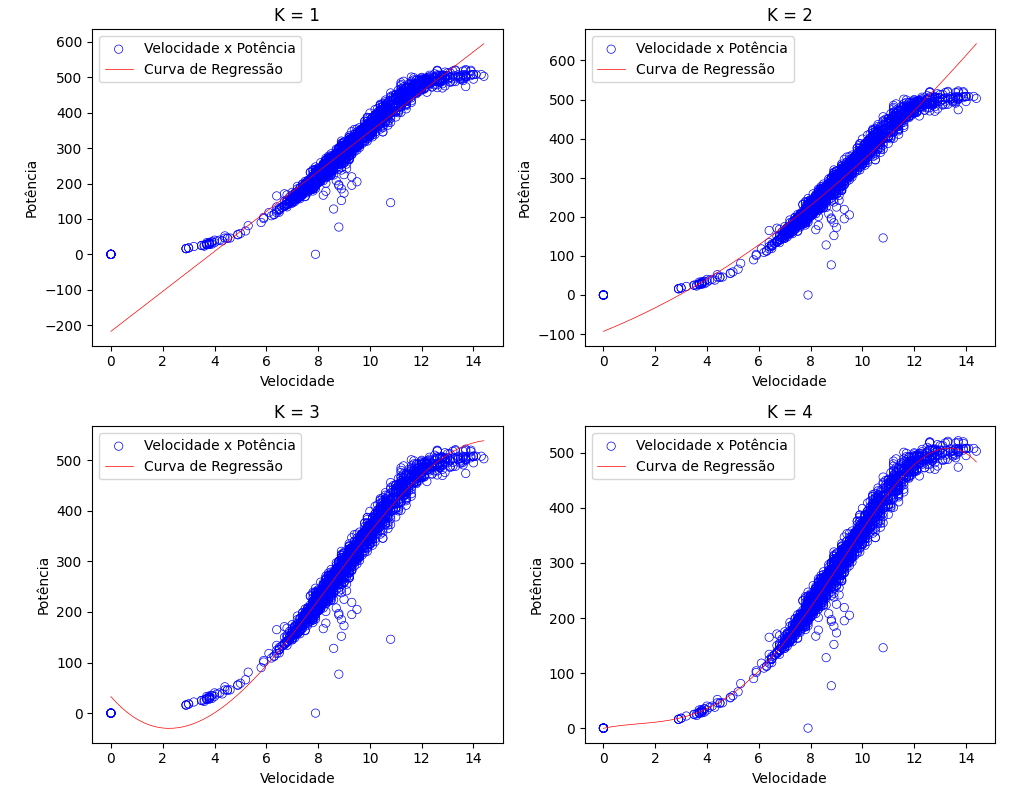 K = 1
Velocidade x Potência
Curva de Regressão
600
500
400
300
200
100
0
−100
−200
Potência
0 2 4 6 8 10 12 14
Velocidade
K = 2
Velocidade x Potência
Curva de Regressão
600
500
400
300
200
100
0
−100
Potência
0 2 4 6 8 10 12 14
Velocidade
K = 3
Velocidade x Potência
Curva de Regressão
500
400
300
200
100
0
Potência
0 2 4 6 8 10 12 14
Velocidade
K = 4
Velocidade x Potência
Curva de Regressão
500
400
300
200
100
0
Potência
0 2 4 6 8 10 12 14
Velocidade